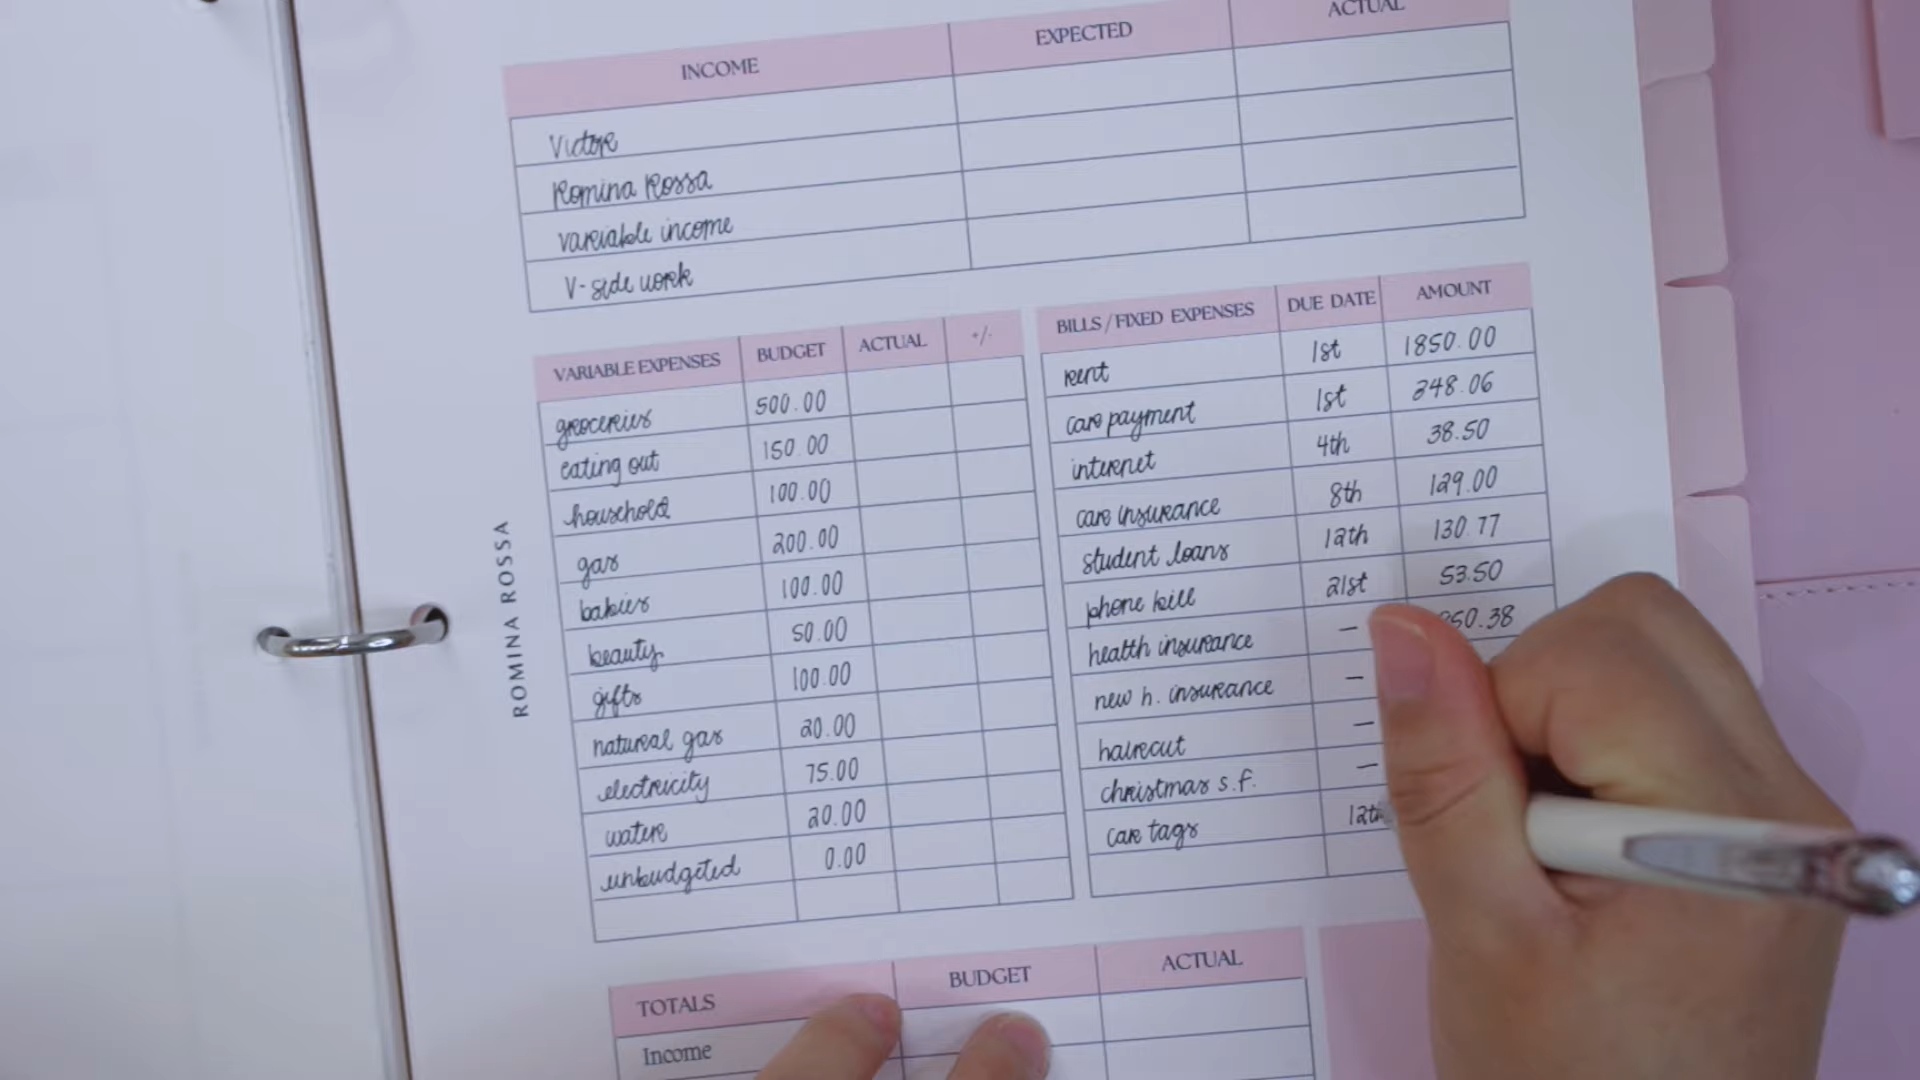 INCOME EXPECTED ACTUAL
Victor
Romina Rossa
variable income
V- side work
VARIABLE EXPENSES BUDGET ACTUAL +/-
groceries 500.00
eating out 150.00
household 100.00
gas 200.00
babies 100.00
beauty 50.00
gifts 100.00
natural gas 20.00
electricity 75.00
water 20.00
unbudgeted 0.00
BILLS / FIXED EXPENSES DUE DATE AMOUNT
rent 1st 1850.00
car payment 1st 248.06
internet 4th 38.50
car insurance 8th 129.00
student loans 12th 130.77
phone bill 21st 53.50
health insurance —
new h. insurance —
haircut —
christmas s.f. —
car tags 12th
ROMINA ROSSA
TOTALS BUDGET ACTUAL
Income